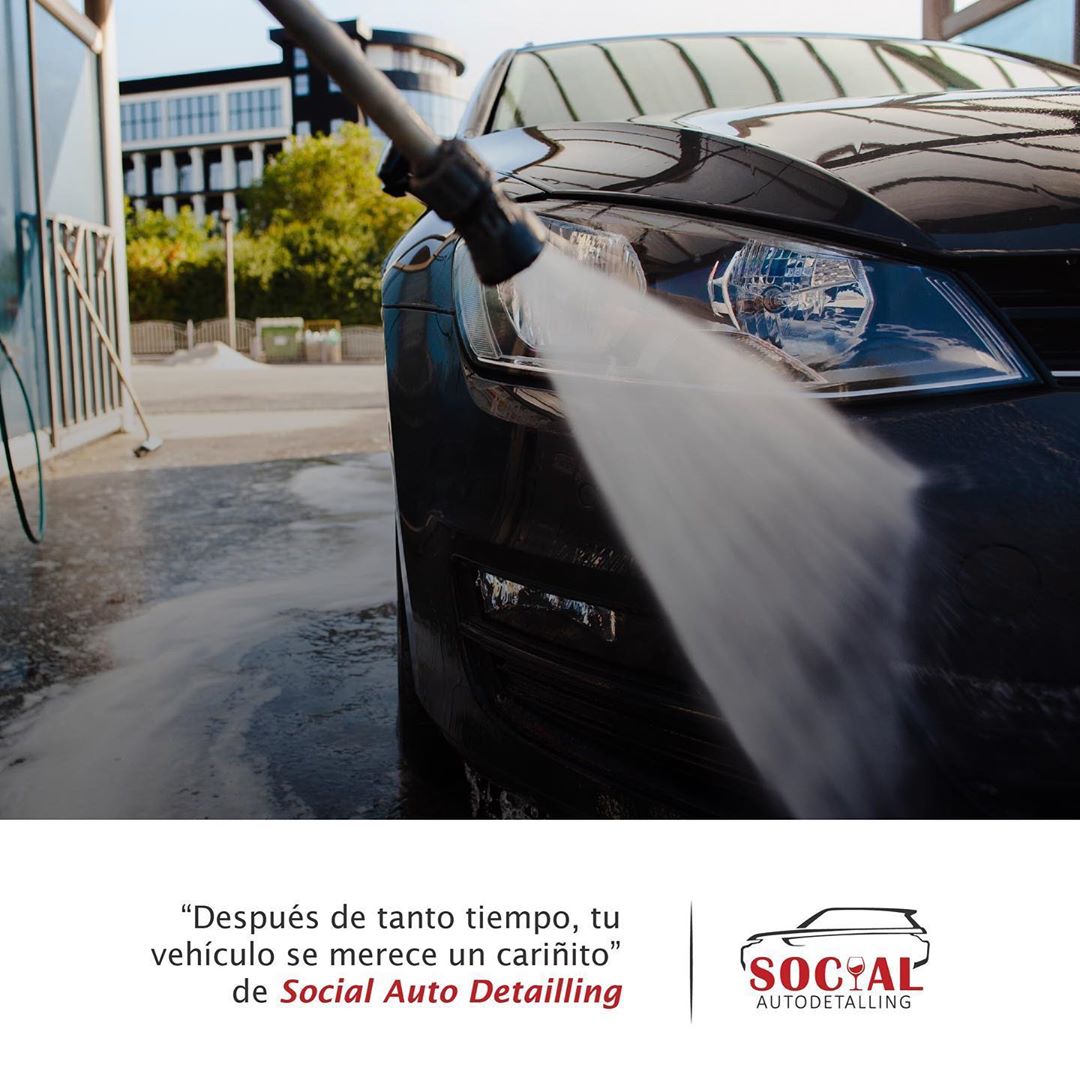 “Después de tanto tiempo, tu
vehículo se merece un cariñito”
de Social Auto Detailling
SOCIAL
AUTODETALLING